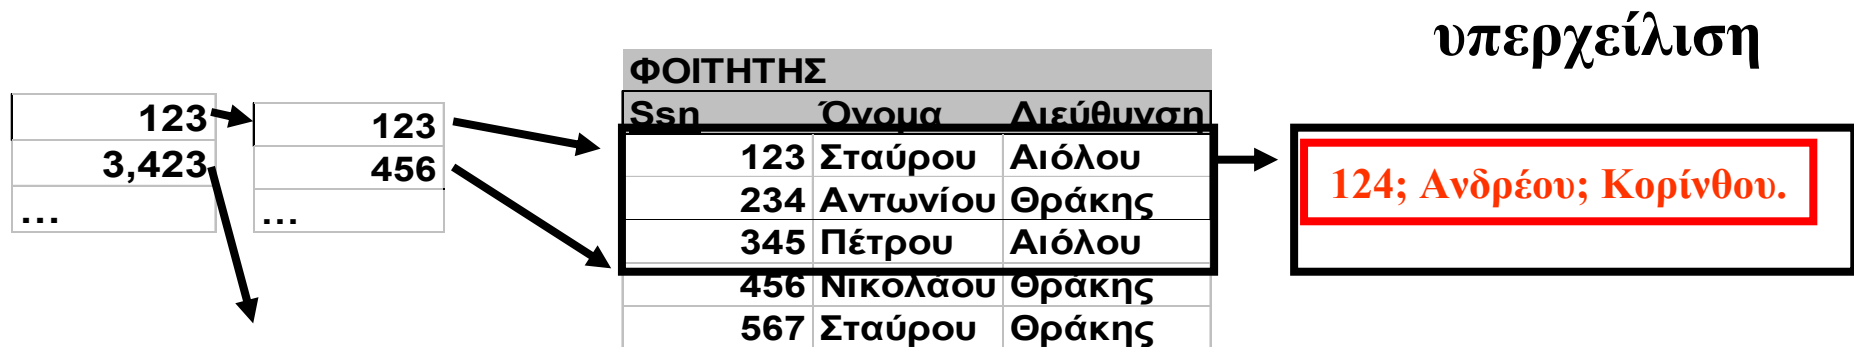 υπερχείλιση
123
3,423
...
123
456
...
ΦΟΙΤΗΤΗΣ
Ssn Όνομα Διεύθυνση
123 Σταύρου Αιόλου
234 Αντωνίου Θράκης
345 Πέτρου Αιόλου
456 Νικολάου Θράκης
567 Σταύρου Θράκης
124; Ανδρέου; Κορίνθου.